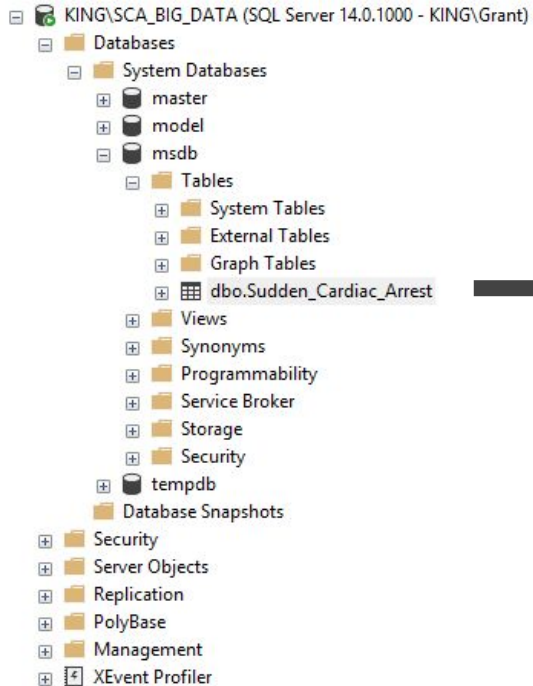 KING\SCA_BIG_DATA (SQL Server 14.0.1000 - KING\Grant)
Databases
System Databases
master
model
msdb
Tables
System Tables
External Tables
Graph Tables
dbo.Sudden_Cardiac_Arrest
Views
Synonyms
Programmability
Service Broker
Storage
Security
tempdb
Database Snapshots
Security
Server Objects
Replication
PolyBase
Management
XEvent Profiler